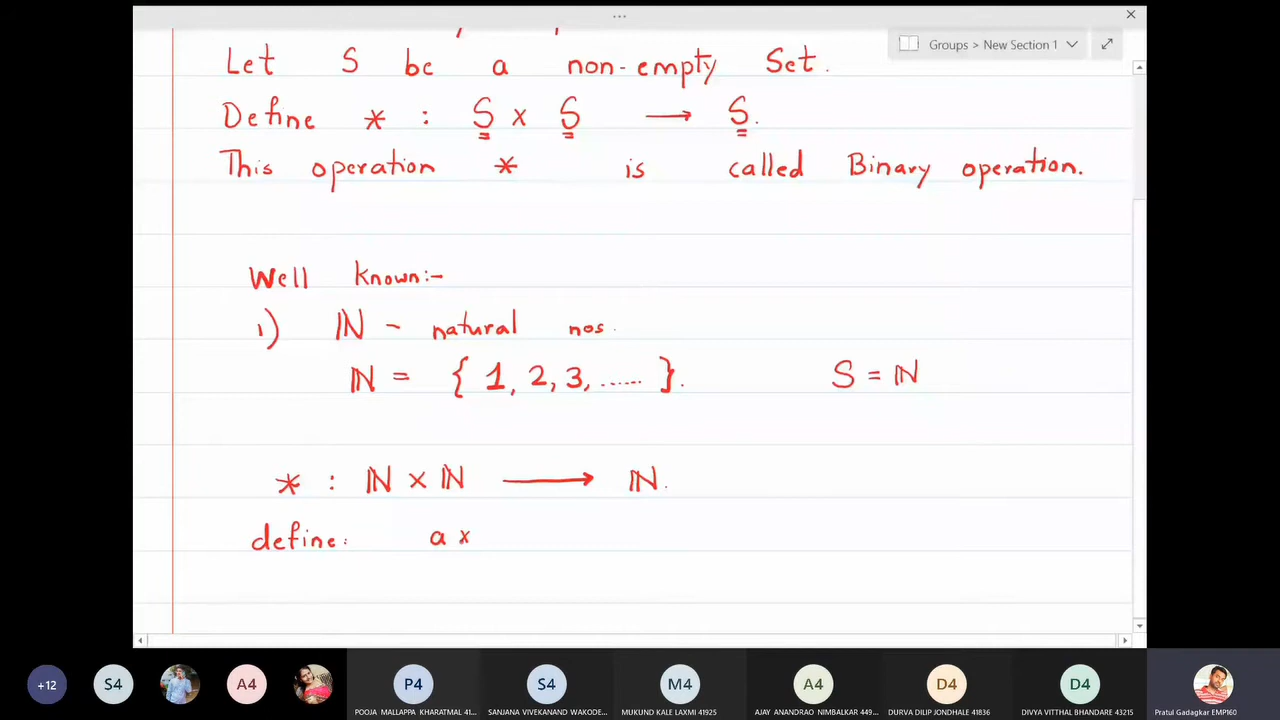 ...
Groups > New Section 1
Let S be a non-empty Set.
Define * : S x S → S.
This operation * is called Binary operation.
Well known:-
1) ℕ - natural nos.
ℕ = { 1, 2, 3, ...... }. S = ℕ
* : ℕ x ℕ → ℕ.
define: a x
+12 S4 A4 P4 S4 M4 A4 D4 D4
POOJA MALLAPPA KHARATMAL 41... SANJANA VIVEKANAND WAKODE... MUKUND KALE LAXMI 41925 AJAY ANANDRAO NIMBALKAR 449... DURVA DILIP JONDHALE 41836 DIVYA VITTHAL BHANDARE 43215 Pratul Gadagkar EMP160